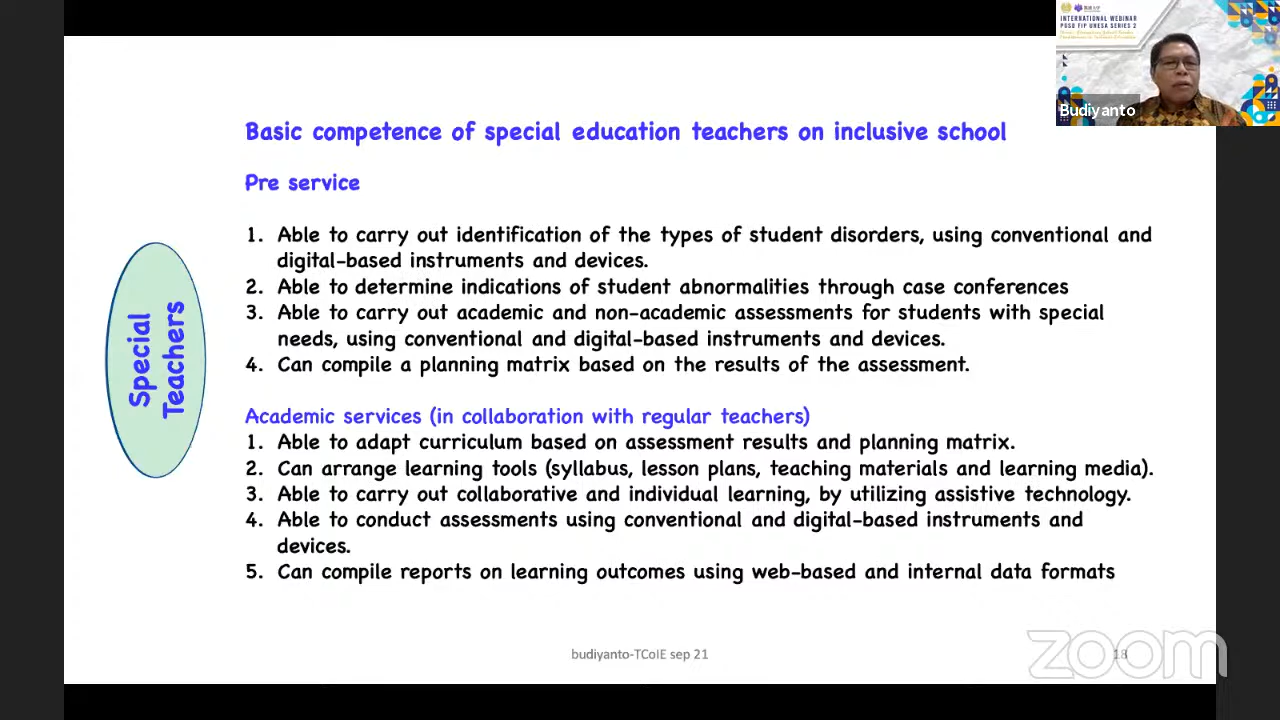 INTERNATIONAL WEBINAR
PGSD FIP UNESA SERIES 2
Budiyanto
Basic competence of special education teachers on inclusive school
Pre service
1. Able to carry out identification of the types of student disorders, using conventional and
digital-based instruments and devices.
2. Able to determine indications of student abnormalities through case conferences
3. Able to carry out academic and non-academic assessments for students with special
needs, using conventional and digital-based instruments and devices.
4. Can compile a planning matrix based on the results of the assessment.
Special
Teachers
Academic services (in collaboration with regular teachers)
1. Able to adapt curriculum based on assessment results and planning matrix.
2. Can arrange learning tools (syllabus, lesson plans, teaching materials and learning media).
3. Able to carry out collaborative and individual learning, by utilizing assistive technology.
4. Able to conduct assessments using conventional and digital-based instruments and
devices.
5. Can compile reports on learning outcomes using web-based and internal data formats
budiyanto-TCoIE sep 21
18
zoom